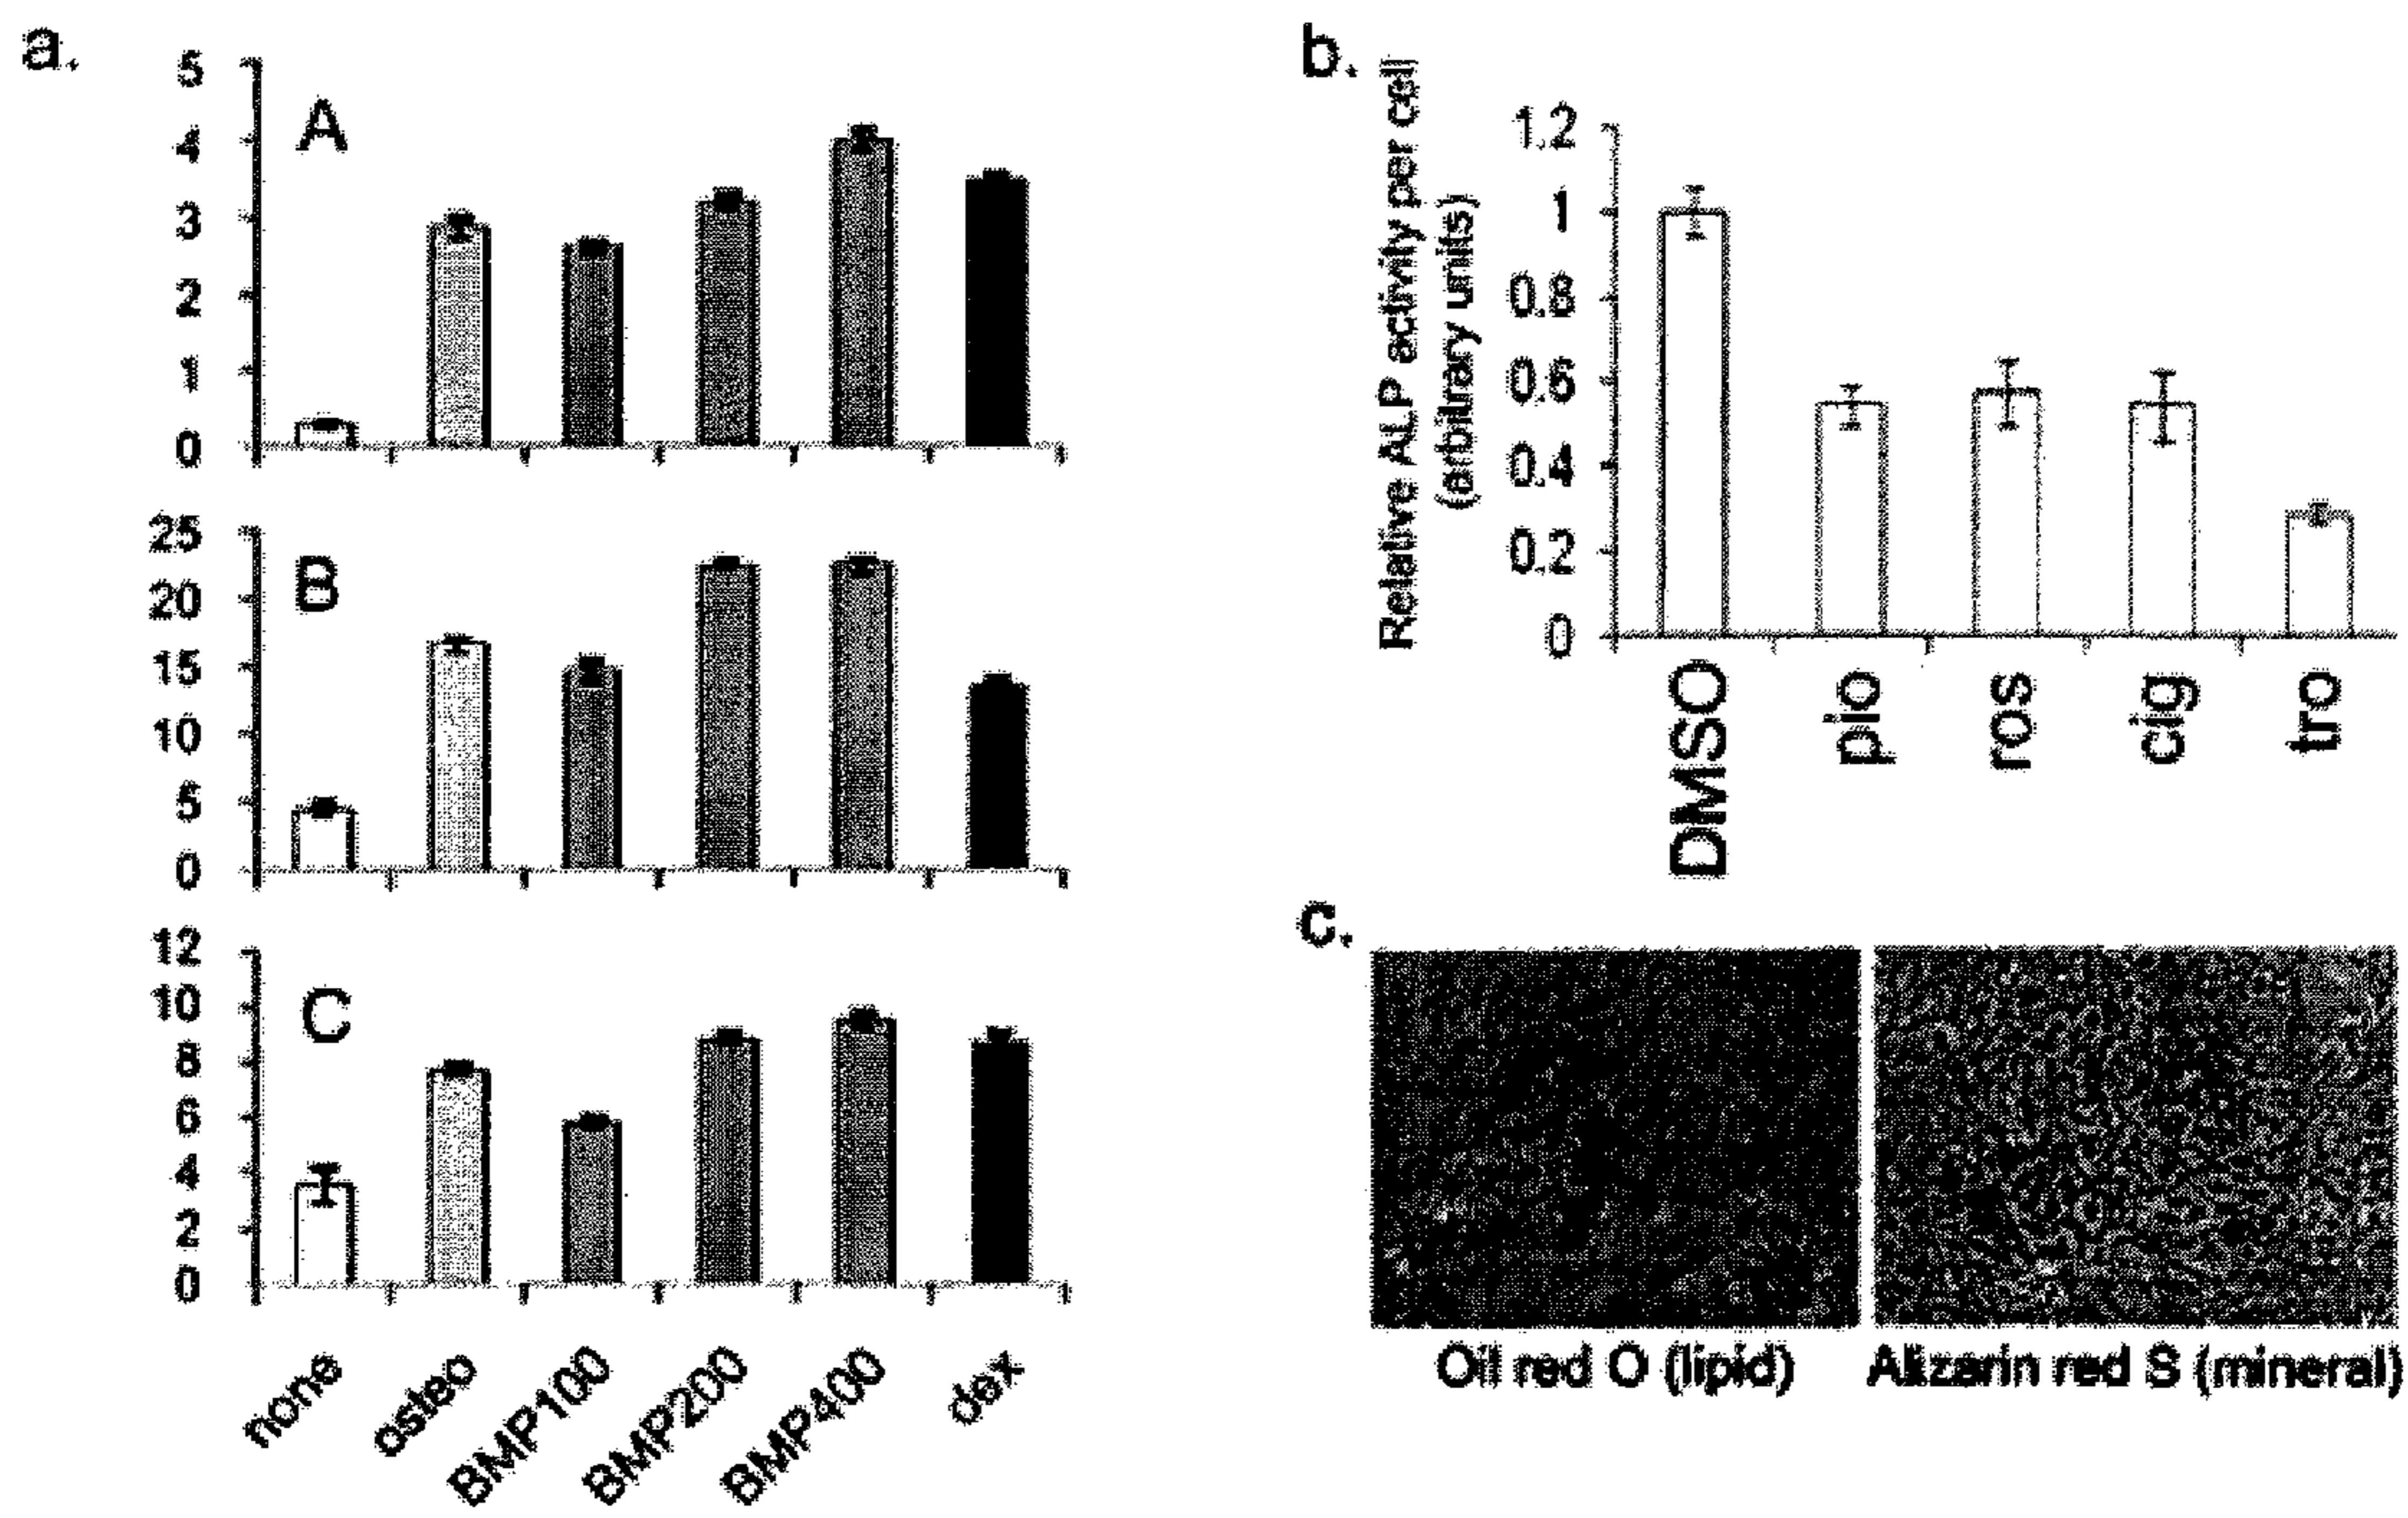 a.
5
4
3
2
1
0
A
25
20
15
10
5
0
B
12
10
8
6
4
2
0
C
none
osteo
BMP100
BMP200
BMP400
dex
b.
Relative ALP activity per cell
(arbitrary units)
1.2
1
0.8
0.6
0.4
0.2
0
DMSO
pio
ros
cig
tro
c.
Oil red O (lipid)
Alizarin red S (mineral)